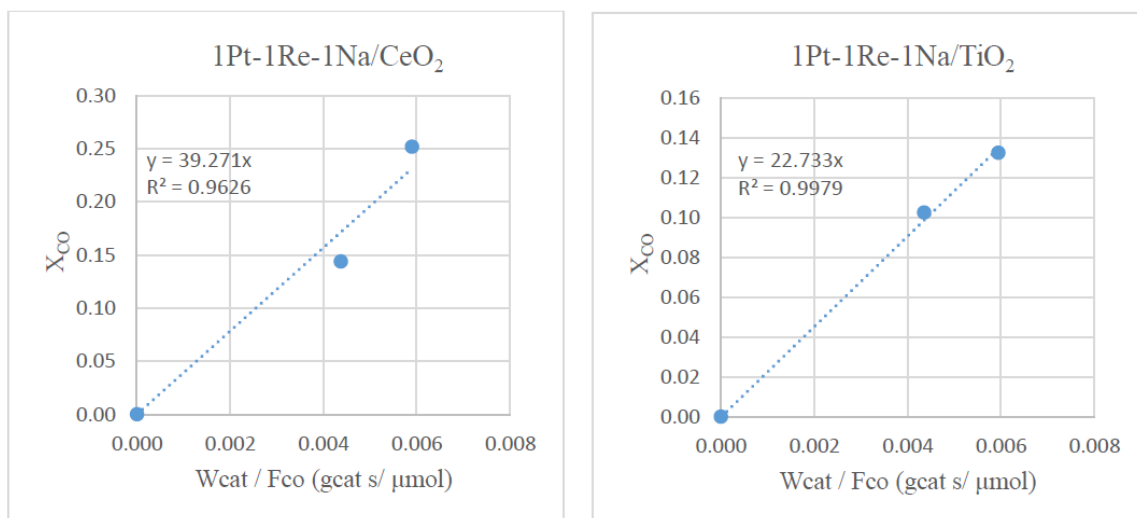 1Pt-1Re-1Na/CeO₂
0.30
0.25
0.20
0.15
0.10
0.05
0.00
y = 39.271x
R² = 0.9626
X_CO
0.000 0.002 0.004 0.006 0.008
Wcat / Fco (gcat s/ μmol)
1Pt-1Re-1Na/TiO₂
0.16
0.14
0.12
0.10
0.08
0.06
0.04
0.02
0.00
y = 22.733x
R² = 0.9979
X_CO
0.000 0.002 0.004 0.006 0.008
Wcat / Fco (gcat s/ μmol)